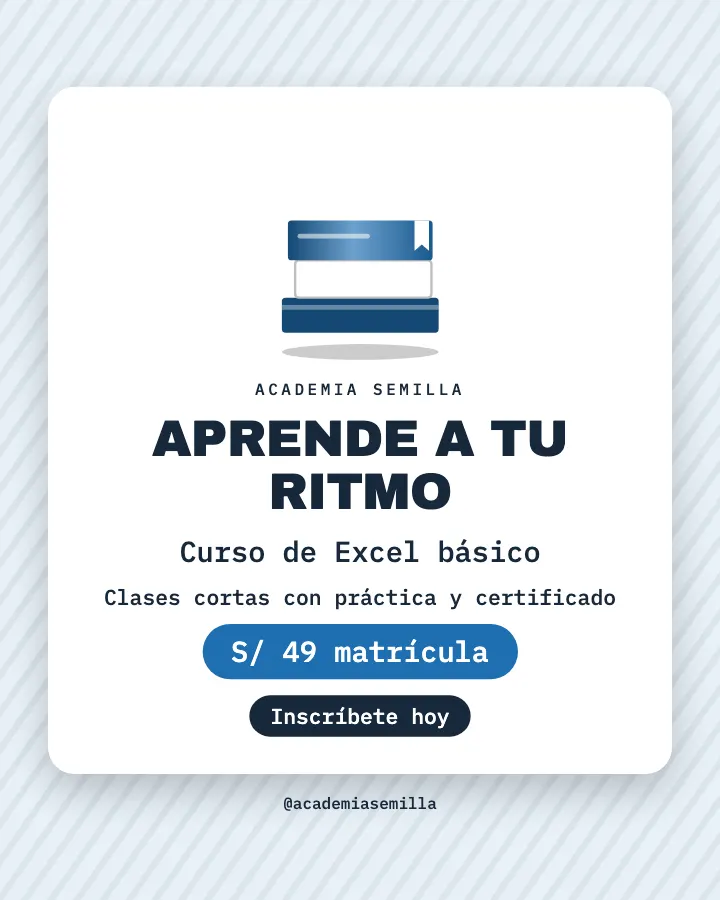 ACADEMIA SEMILLA
APRENDE A TU
RITMO
Curso de Excel básico
Clases cortas con práctica y certificado
S/ 49 matrícula
Inscríbete hoy
@academiasemilla